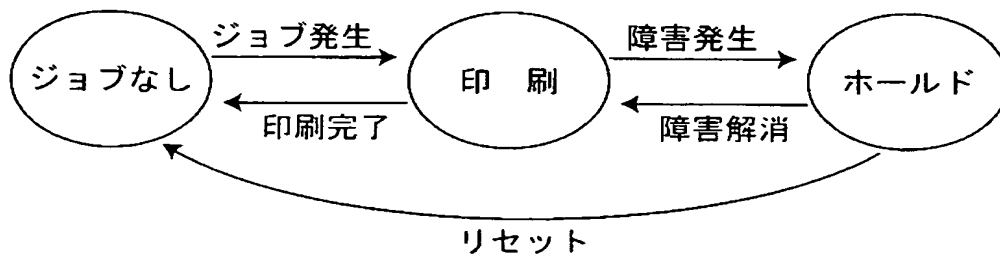 ジョブ発生
障害発生
ジョブなし
印 刷
ホールド
印刷完了
障害解消
リセット